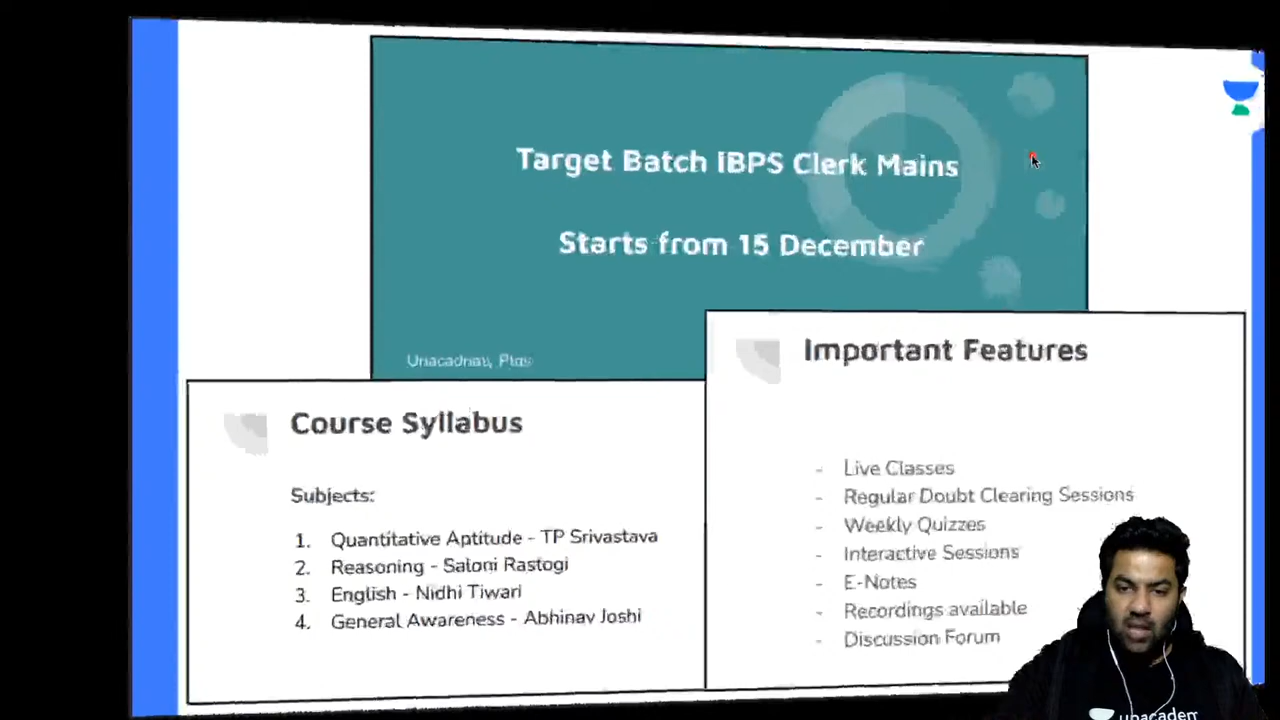 Target Batch IBPS Clerk Mains
Starts from 15 December
Course Syllabus
Subjects:
1. Quantitative Aptitude - TP Srivastava
2. Reasoning - Saloni Rastogi
3. English - Nidhi Tiwari
4. General Awareness - Abhinav Joshi
Important Features
- Live Classes
- Regular Doubt Clearing Sessions
- Weekly Quizzes
- Interactive Sessions
- E-Notes
- Recordings available
- Discussion Forum